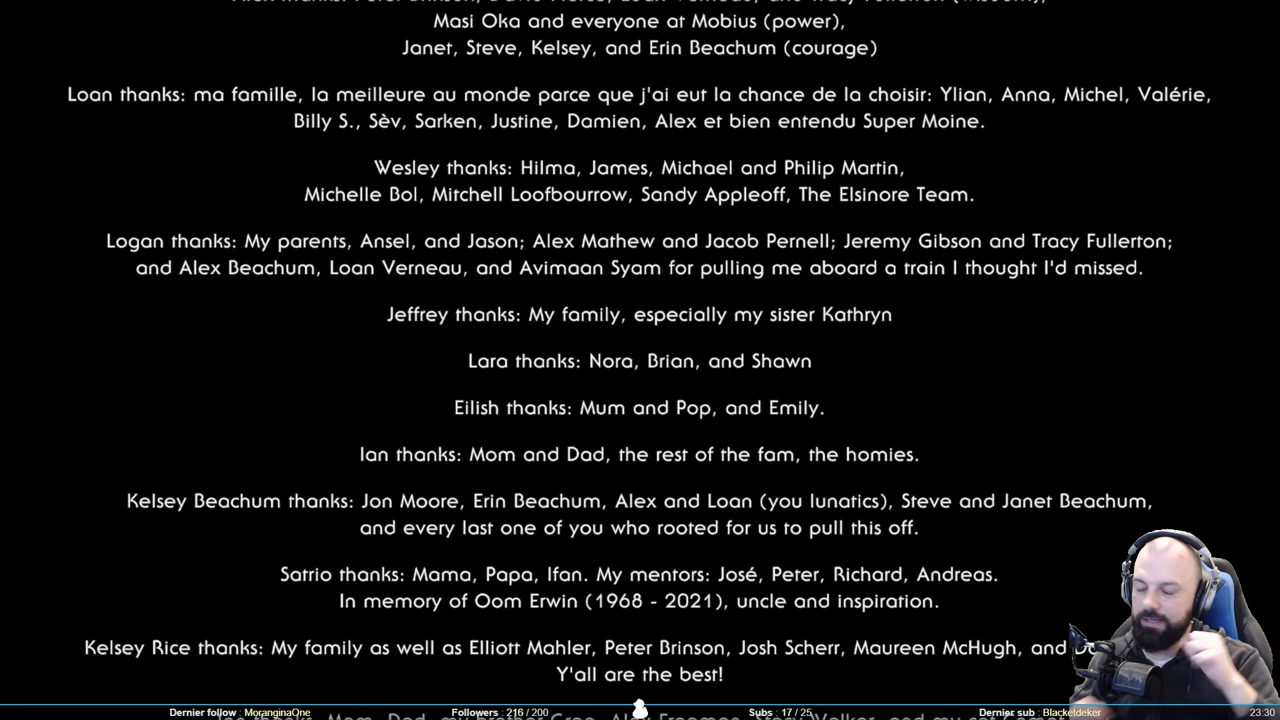 Masi Oka and everyone at Mobius (power),
Janet, Steve, Kelsey, and Erin Beachum (courage)
Loan thanks: ma famille, la meilleure au monde parce que j'ai eut la chance de la choisir: Ylian, Anna, Michel, Valérie,
Billy S., Sèv, Sarken, Justine, Damien, Alex et bien entendu Super Moine.
Wesley thanks: Hilma, James, Michael and Philip Martin,
Michelle Bol, Mitchell Loofbourrow, Sandy Appleoff, The Elsinore Team.
Logan thanks: My parents, Ansel, and Jason; Alex Mathew and Jacob Pernell; Jeremy Gibson and Tracy Fullerton;
and Alex Beachum, Loan Verneau, and Avimaan Syam for pulling me aboard a train I thought I'd missed.
Jeffrey thanks: My family, especially my sister Kathryn
Lara thanks: Nora, Brian, and Shawn
Eilish thanks: Mum and Pop, and Emily.
Ian thanks: Mom and Dad, the rest of the fam, the homies.
Kelsey Beachum thanks: Jon Moore, Erin Beachum, Alex and Loan (you lunatics), Steve and Janet Beachum,
and every last one of you who rooted for us to pull this off.
Satrio thanks: Mama, Papa, Ifan. My mentors: José, Peter, Richard, Andreas.
In memory of Oom Erwin (1968 - 2021), uncle and inspiration.
Kelsey Rice thanks: My family as well as Elliott Mahler, Peter Brinson, Josh Scherr, Maureen McHugh, and
Y'all are the best!
Dernier follow : MoranginaOne Followers : 216 / 200 Subs : 17 / 25 Dernier sub : Blacketdeker 23:30